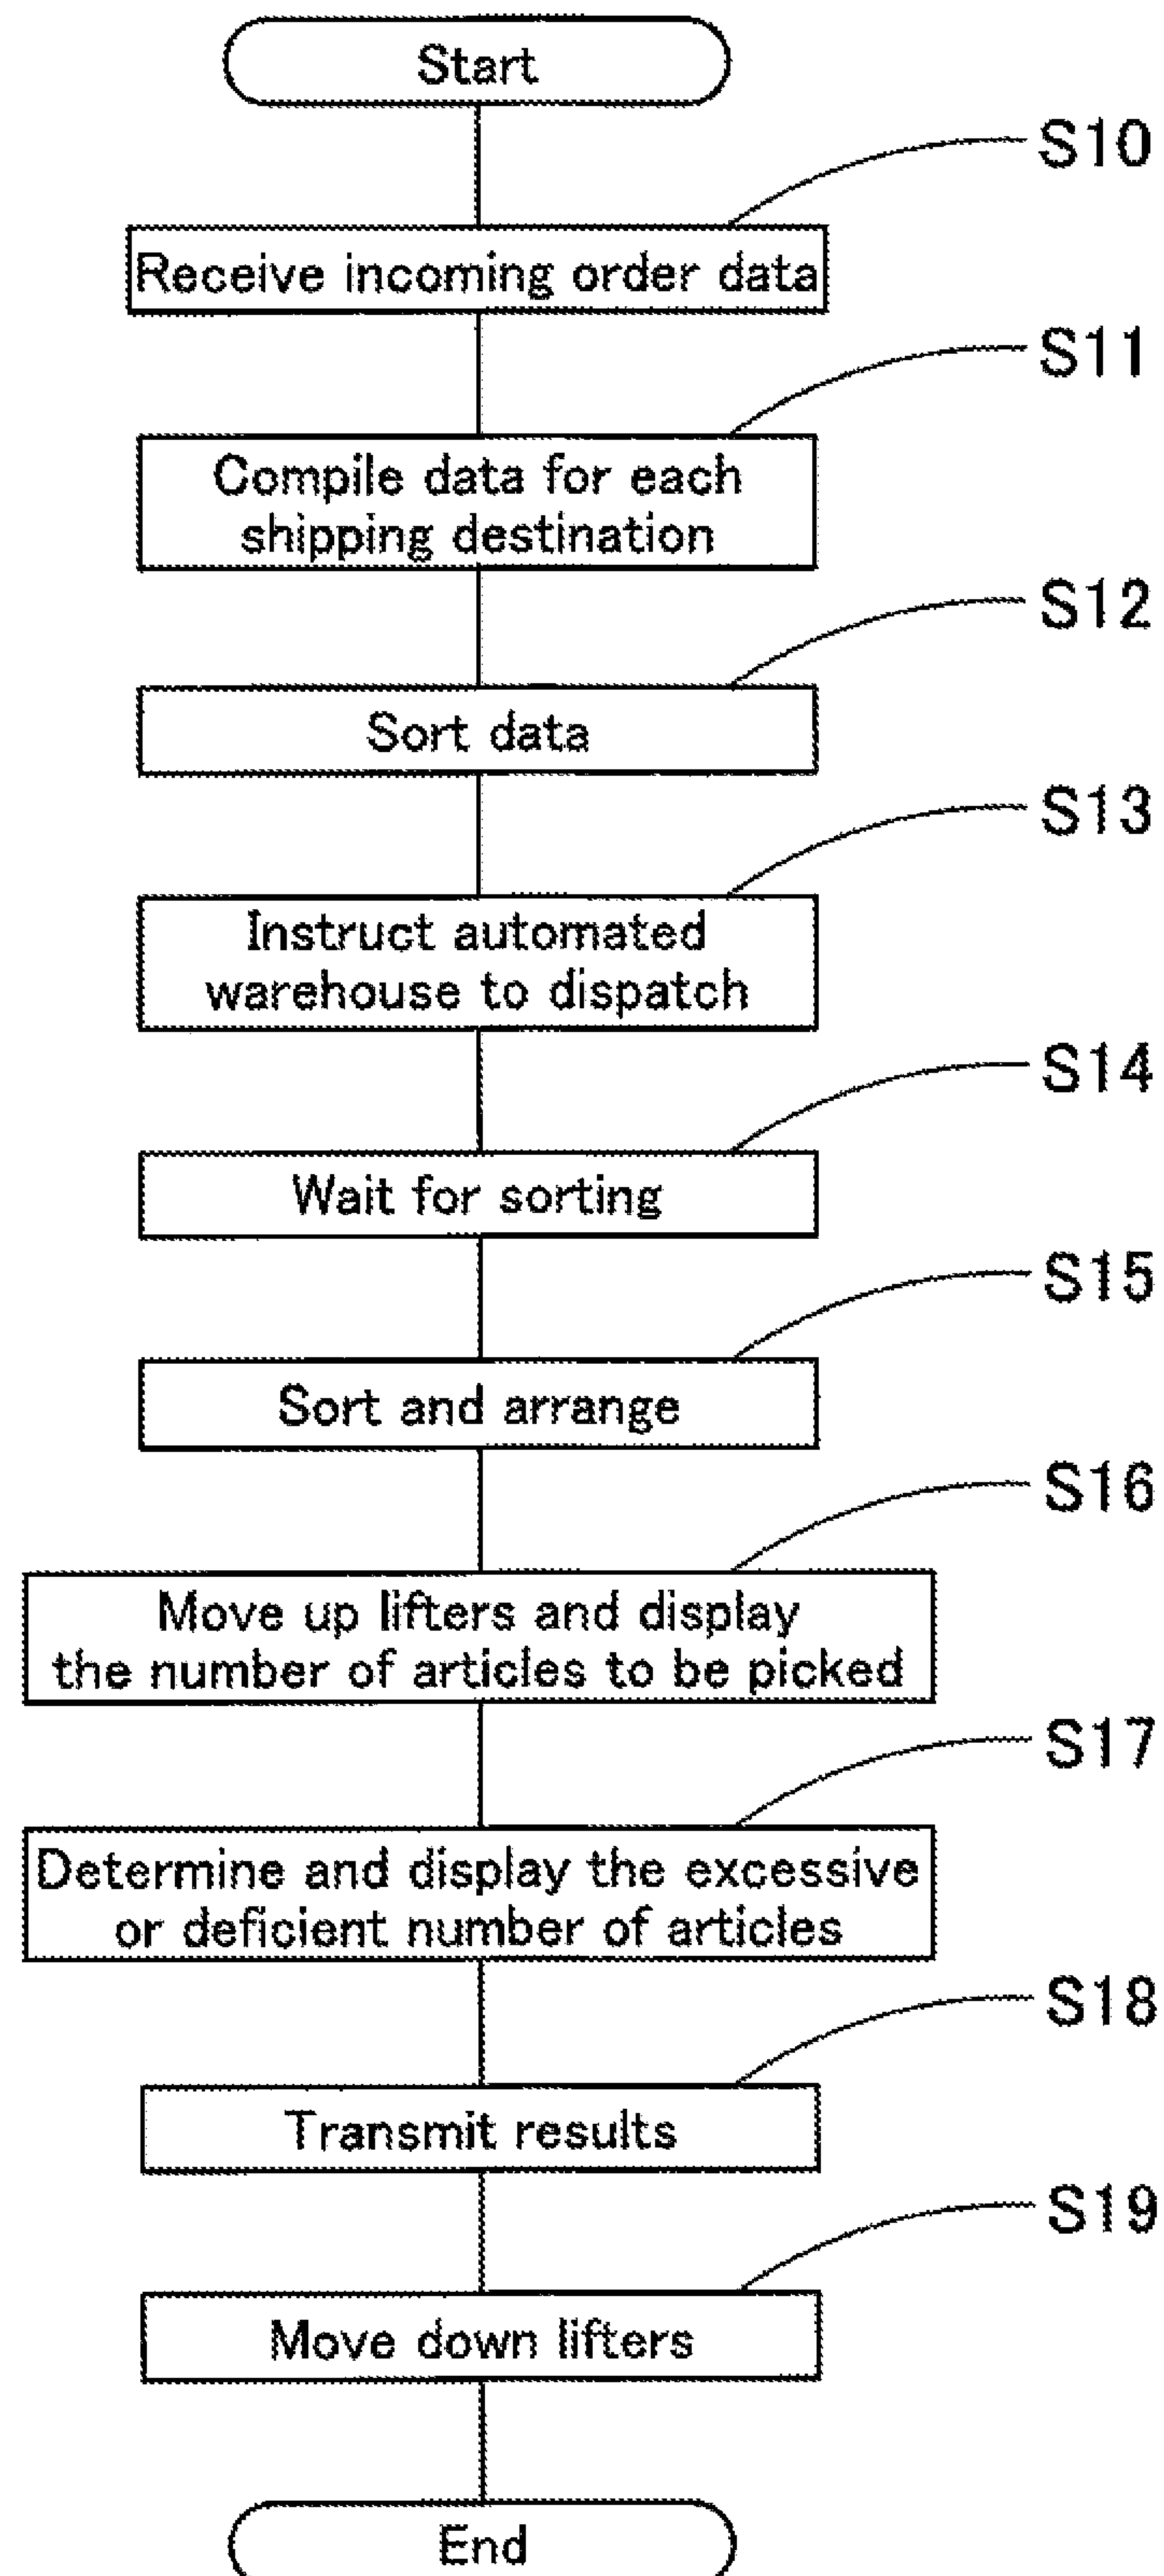 Start
S10
Receive incoming order data
S11
Compile data for each
shipping destination
S12
Sort data
S13
Instruct automated
warehouse to dispatch
S14
Wait for sorting
S15
Sort and arrange
S16
Move up lifters and display
the number of articles to be picked
S17
Determine and display the excessive
or deficient number of articles
S18
Transmit results
S19
Move down lifters
End